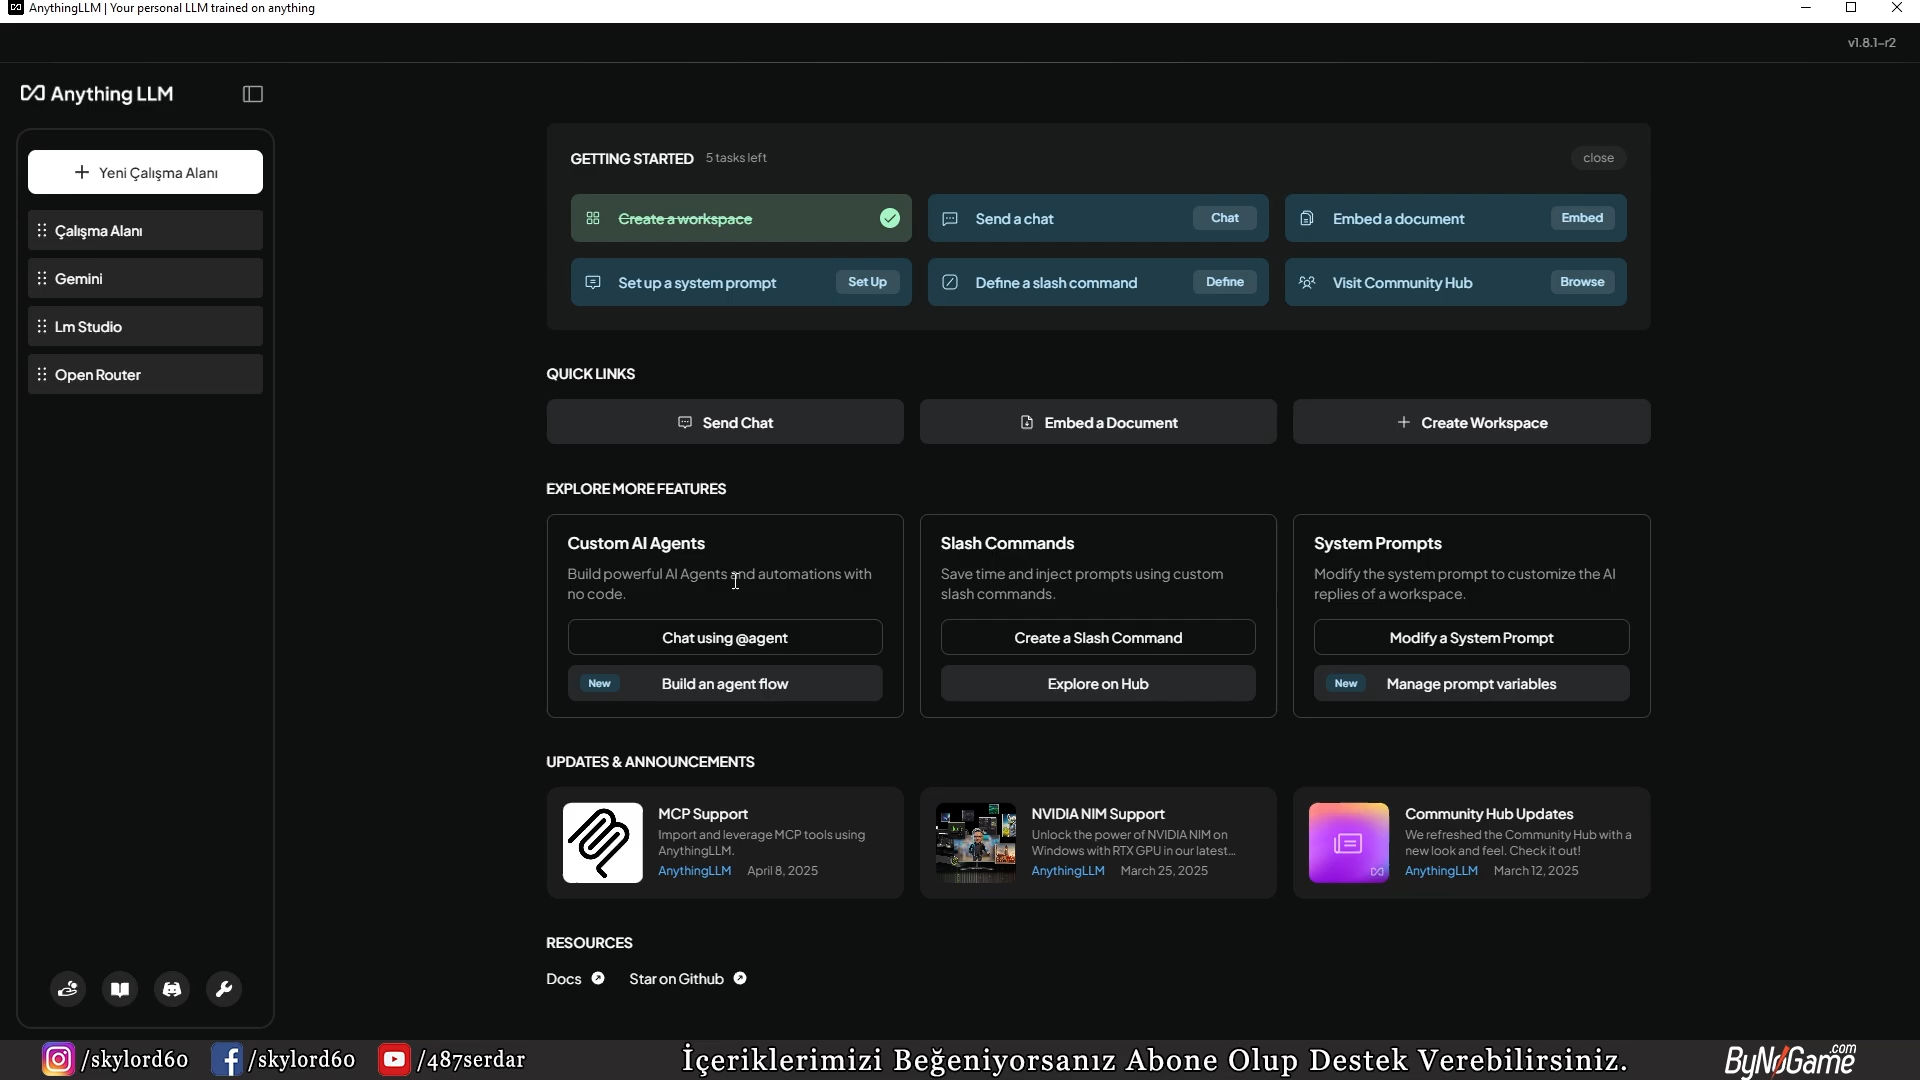 AnythingLLM | Your personal LLM trained on anything
v1.8.1-r2
Anything LLM
Yeni Çalışma Alanı
Çalışma Alanı
Gemini
Lm Studio
Open Router
GETTING STARTED 5 tasks left close
Create a workspace
Send a chat Chat
Embed a document Embed
Set up a system prompt Set Up
Define a slash command Define
Visit Community Hub Browse
QUICK LINKS
Send Chat
Embed a Document
Create Workspace
EXPLORE MORE FEATURES
Custom AI Agents
Build powerful AI Agents and automations with
no code.
Chat using @agent
New Build an agent flow
Slash Commands
Save time and inject prompts using custom
slash commands.
Create a Slash Command
Explore on Hub
System Prompts
Modify the system prompt to customize the AI
replies of a workspace.
Modify a System Prompt
New Manage prompt variables
UPDATES & ANNOUNCEMENTS
MCP Support
Import and leverage MCP tools using
AnythingLLM.
AnythingLLM April 8, 2025
NVIDIA NIM Support
Unlock the power of NVIDIA NIM on
Windows with RTX GPU in our latest...
AnythingLLM March 25, 2025
Community Hub Updates
We refreshed the Community Hub with a
new look and feel. Check it out!
AnythingLLM March 12, 2025
RESOURCES
Docs
Star on Github
/skylord60 /skylord60 /487serdar İçeriklerimizi Beğeniyorsanız Abone Olup Destek Verebilirsiniz. ByNoGame.com